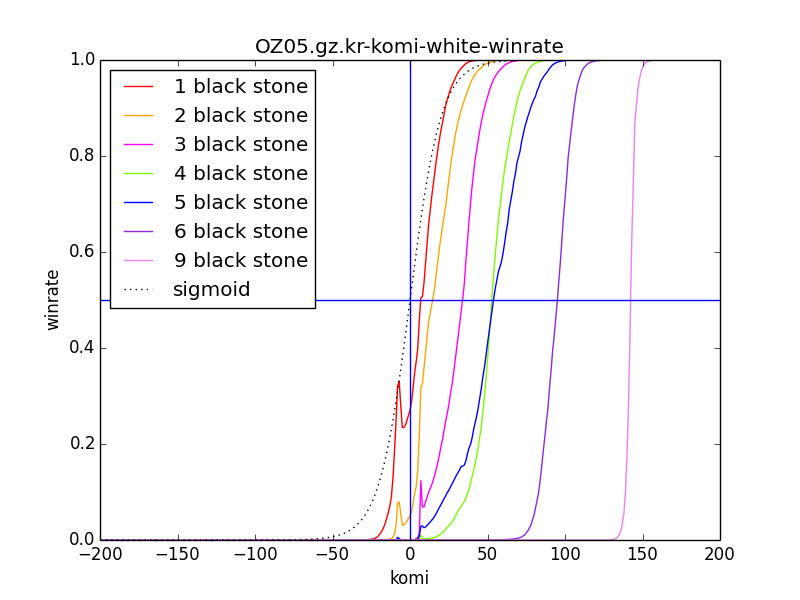 OZ05.gz.kr-komi-white-winrate
1.0
0.8
0.6
0.4
0.2
0.0
winrate
1 black stone
2 black stone
3 black stone
4 black stone
5 black stone
6 black stone
9 black stone
sigmoid
−200 −150 −100 −50 0 50 100 150 200
komi